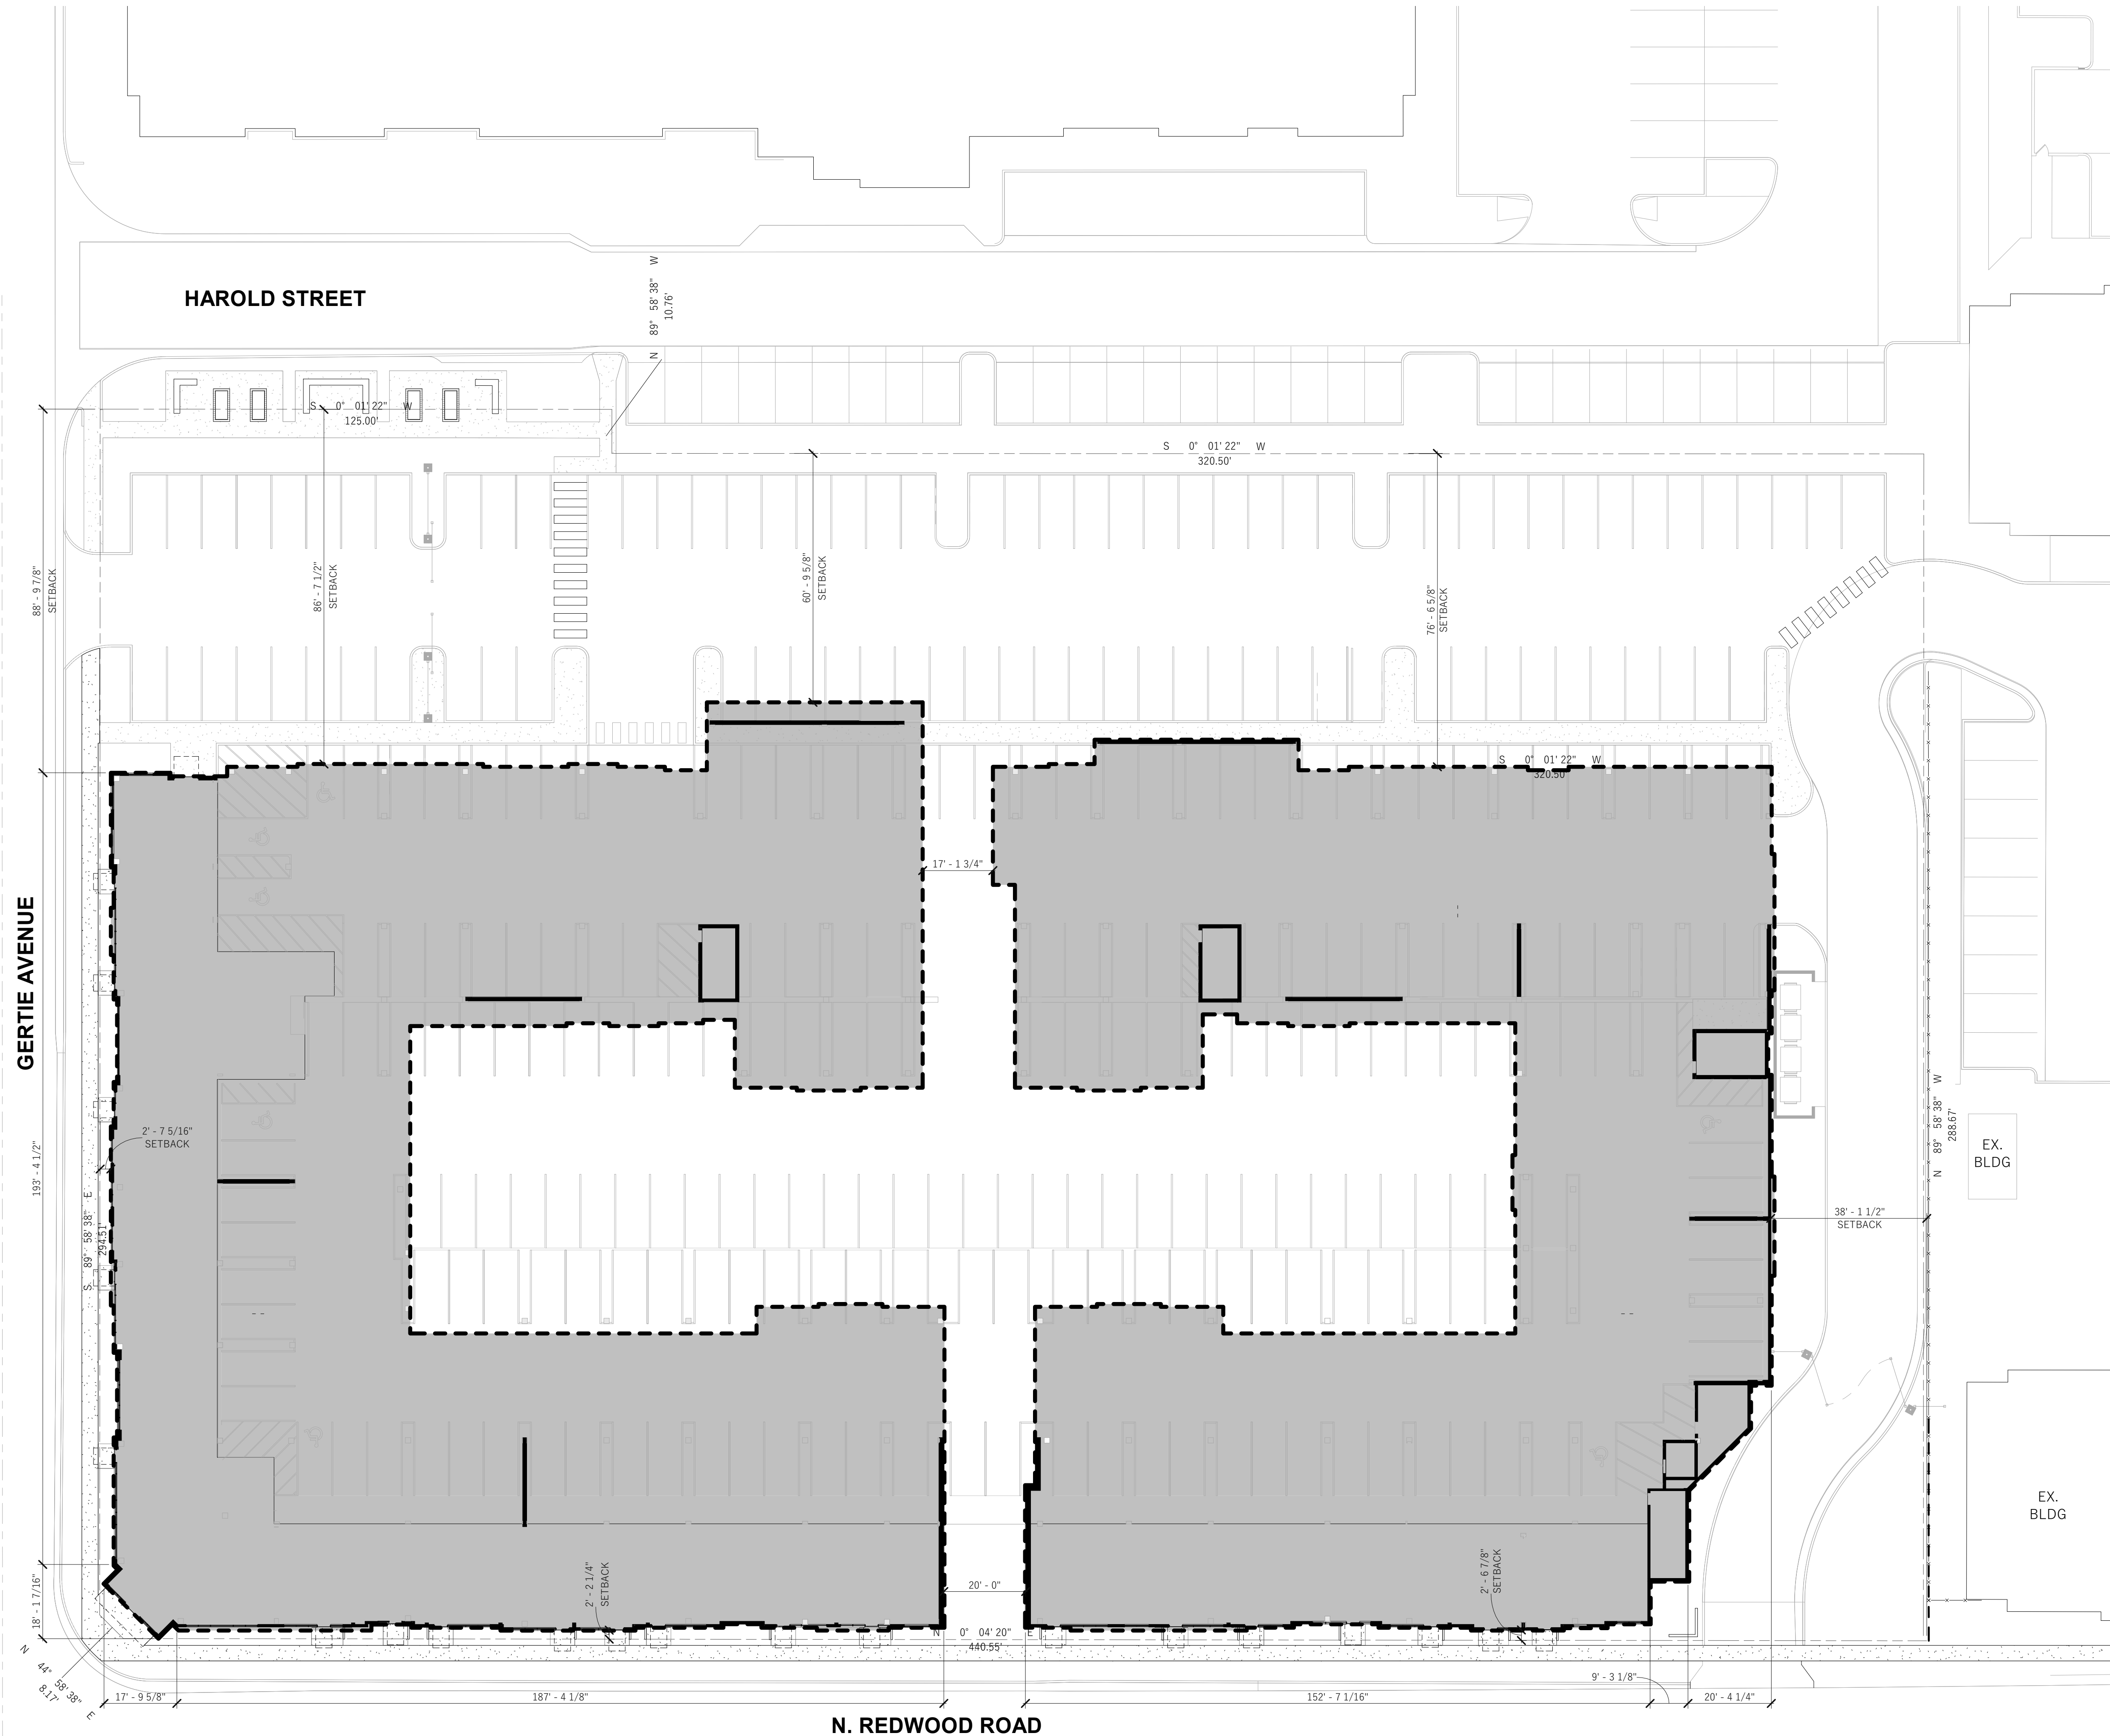 N 89° 58' 38" W
10.76'
HAROLD STREET
S 0° 01' 22" W
125.00'
S 0° 01' 22" W
320.50'
88' - 9 7/8"
SETBACK
86' - 7 1/2"
SETBACK
60' - 9 5/8"
SETBACK
76' - 6 5/8"
SETBACK
S 0° 01' 22" W
320.50'
17' - 1 3/4"
GERTIE AVENUE
193' - 4 1/2"
2' - 7 5/16"
SETBACK
S 89° 58' 38" E
294.51'
N 89° 58' 38" W
288.67'
EX.
BLDG
38' - 1 1/2"
SETBACK
EX.
BLDG
18' - 1 7/16"
2' - 2 1/4"
SETBACK
20' - 0"
2' - 6 7/8"
SETBACK
N 0° 04' 20" E
440.55'
N 44° 58' 38" E
8.17'
17' - 9 5/8"
187' - 4 1/8"
152' - 7 1/16"
9' - 3 1/8"
20' - 4 1/4"
N. REDWOOD ROAD